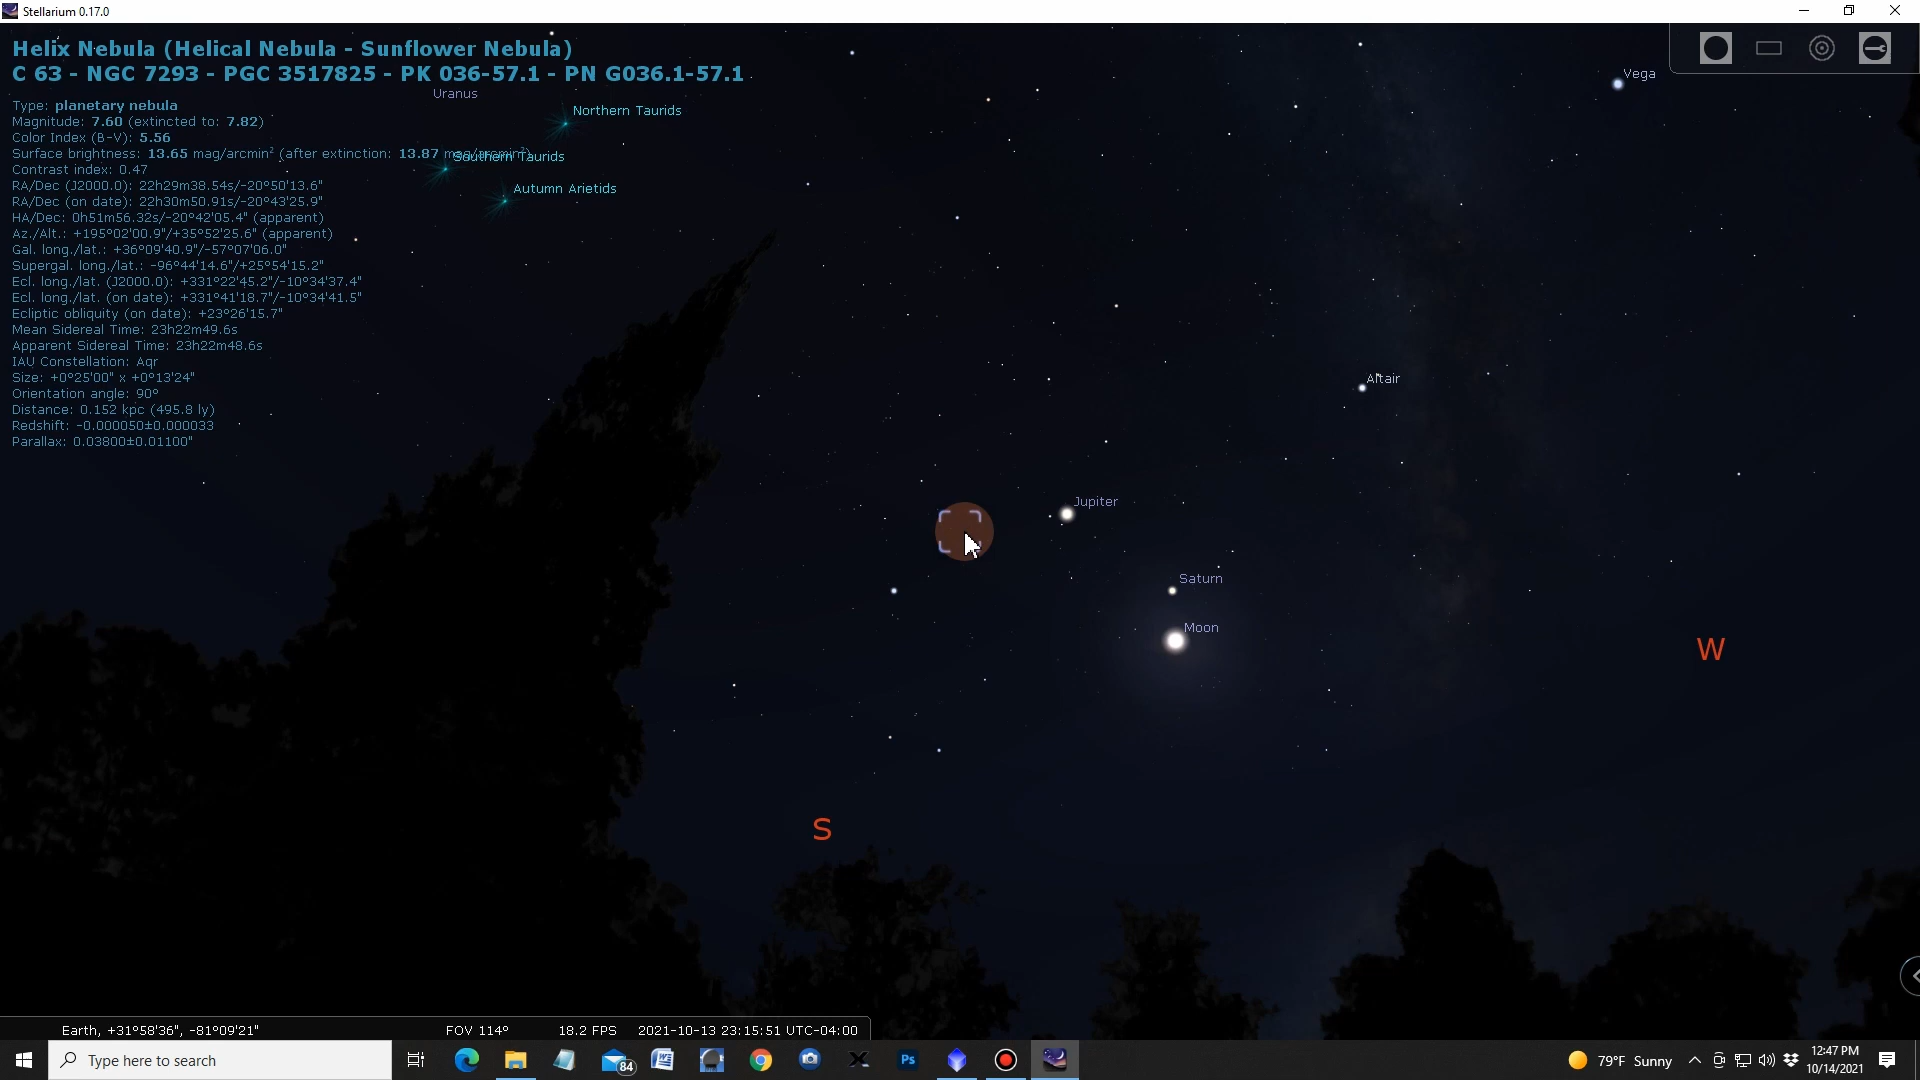 Stellarium 0.17.0
Helix Nebula (Helical Nebula - Sunflower Nebula)
C 63 - NGC 7293 - PGC 3517825 - PK 036-57.1 - PN G036.1-57.1
Vega
Uranus
Type: planetary nebula
Northern Taurids
Magnitude: 7.60 (extincted to: 7.82)
Color Index (B-V): 5.56
Surface brightness: 13.65 mag/arcmin² (after extinction: 13.87 mag/arcmin²)
Southern Taurids
Contrast index: 0.47
RA/Dec (J2000.0): 22h29m38.54s/-20°50'13.6"
Autumn Arietids
RA/Dec (on date): 22h30m50.91s/-20°43'25.9"
HA/Dec: 0h51m56.32s/-20°42'05.4" (apparent)
Az./Alt.: +195°02'00.9"/+35°52'25.6" (apparent)
Gal. long./lat.: +36°09'40.9"/-57°07'06.0"
Supergal. long./lat.: -96°44'14.6"/+25°54'15.2"
Ecl. long./lat. (J2000.0): +331°22'45.2"/-10°34'37.4"
Ecl. long./lat. (on date): +331°41'18.7"/-10°34'41.5"
Ecliptic obliquity (on date): +23°26'15.7"
Mean Sidereal Time: 23h22m49.6s
Apparent Sidereal Time: 23h22m48.6s
IAU Constellation: Aqr
Size: +0°25'00" x +0°13'24"
Altair
Orientation angle: 90°
Distance: 0.152 kpc (495.8 ly)
Redshift: -0.000050±0.000033
Parallax: 0.03800±0.01100"
Jupiter
Saturn
Moon
W
S
Earth, +31°58'36", -81°09'21"
FOV 114°
18.2 FPS
2021-10-13 23:15:51 UTC-04:00
Type here to search
84
Ps
79°F Sunny
12:47 PM
10/14/2021